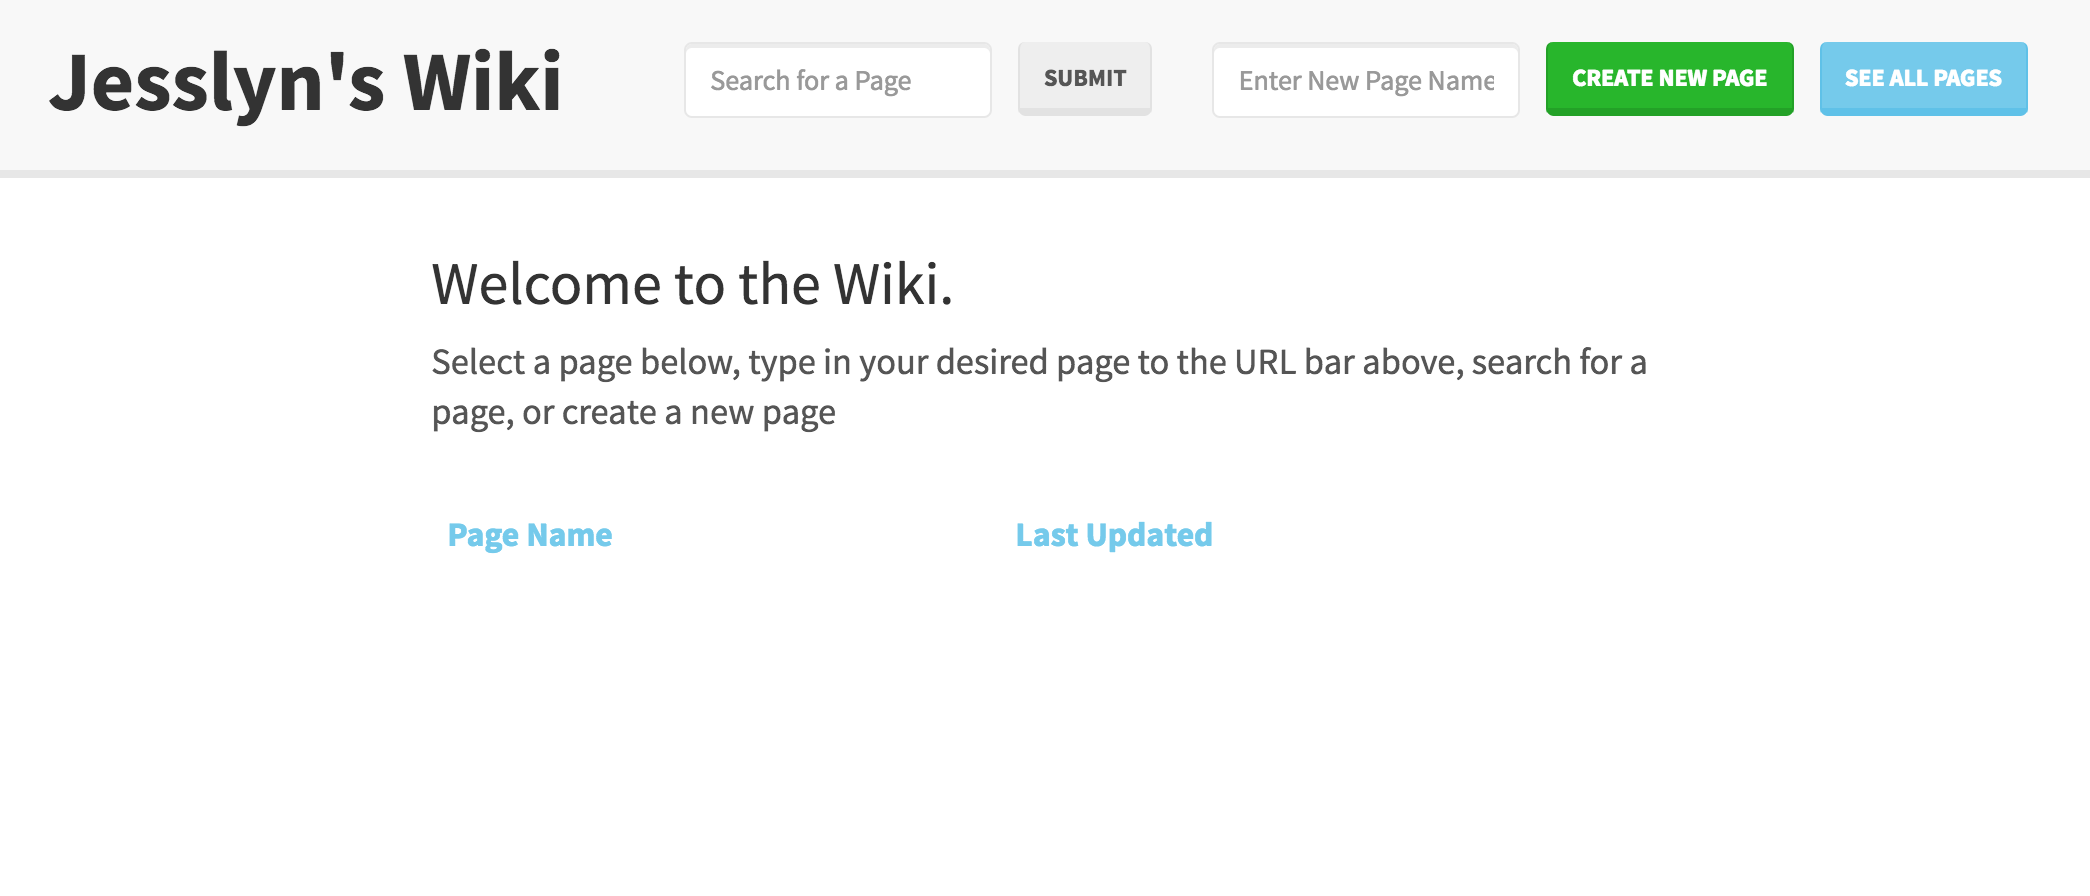 Jesslyn's Wiki
Search for a Page
SUBMIT
Enter New Page Name
CREATE NEW PAGE
SEE ALL PAGES
Welcome to the Wiki.
Select a page below, type in your desired page to the URL bar above, search for a
page, or create a new page
Page Name
Last Updated